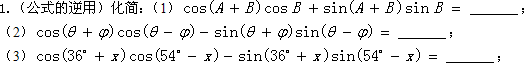 1.（公式的逆用）化简：（1） cos(A + B) cos B + sin(A + B) sin B = ______；
（2） cos(θ + φ) cos(θ − φ) − sin(θ + φ) sin(θ − φ) = ______；
（3） cos(36° + x) cos(54° − x) − sin(36° + x) sin(54° − x) = ______；